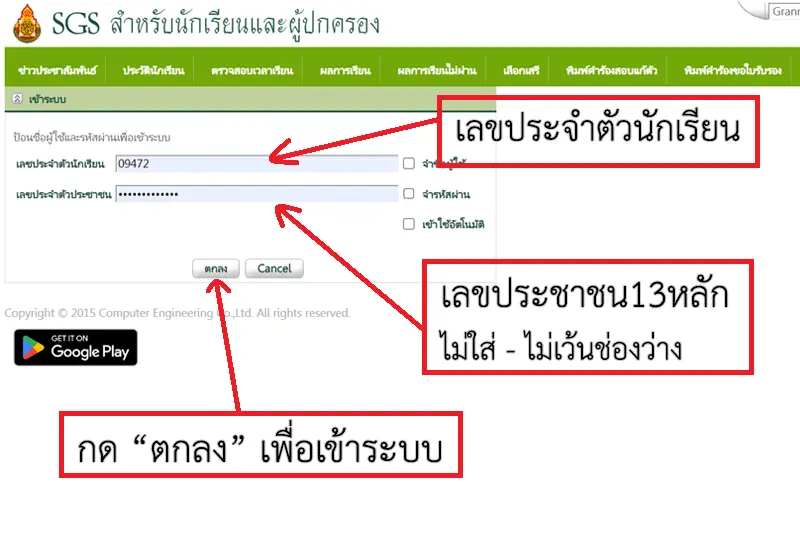 SGS สำหรับนักเรียนและผู้ปกครอง
ข่าวประชาสัมพันธ์ ประวัตินักเรียน ตรวจสอบเวลาเรียน ผลการเรียน ผลการเรียนไม่ผ่าน เลือกเสรี พิมพ์คำร้องสอบแก้ตัว พิมพ์คำร้องขอใบรับรอง
เข้าระบบ
ป้อนชื่อผู้ใช้และรหัสผ่านเพื่อเข้าระบบ
เลขประจำตัวนักเรียน 09472 จำชื่อผู้ใช้
เลขประจำตัวประชาชน ••••••••••••• จำรหัสผ่าน
เข้าใช้อัตโนมัติ
ตกลง Cancel
Copyright © 2015 Computer Engineering Co.,Ltd. All rights reserved.
GET IT ON
Google Play
เลขประจำตัวนักเรียน
เลขประชาชน13หลัก
ไม่ใส่ - ไม่เว้นช่องว่าง
กด “ตกลง” เพื่อเข้าระบบ